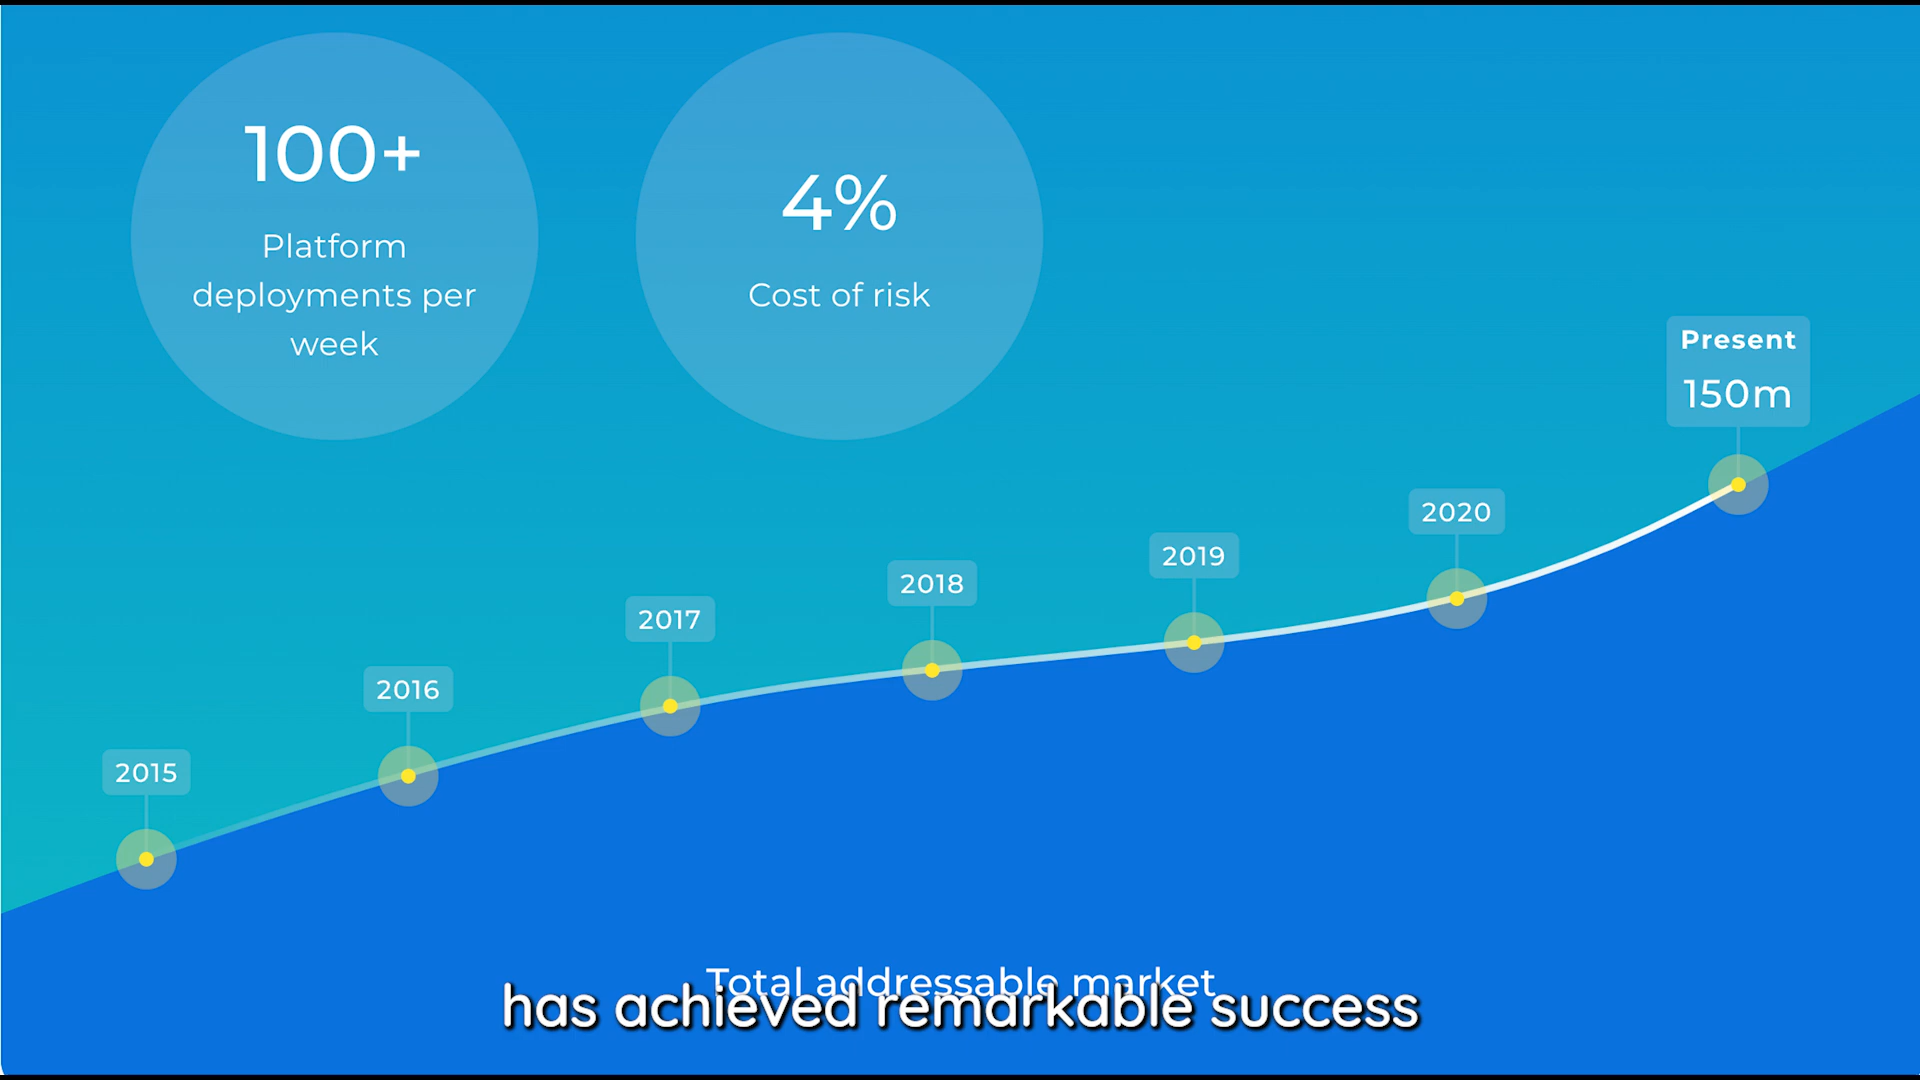 100+
Platform
deployments per
week
4%
Cost of risk
Present
150m
2020
2019
2018
2017
2016
2015
Total addressable market
has achieved remarkable success